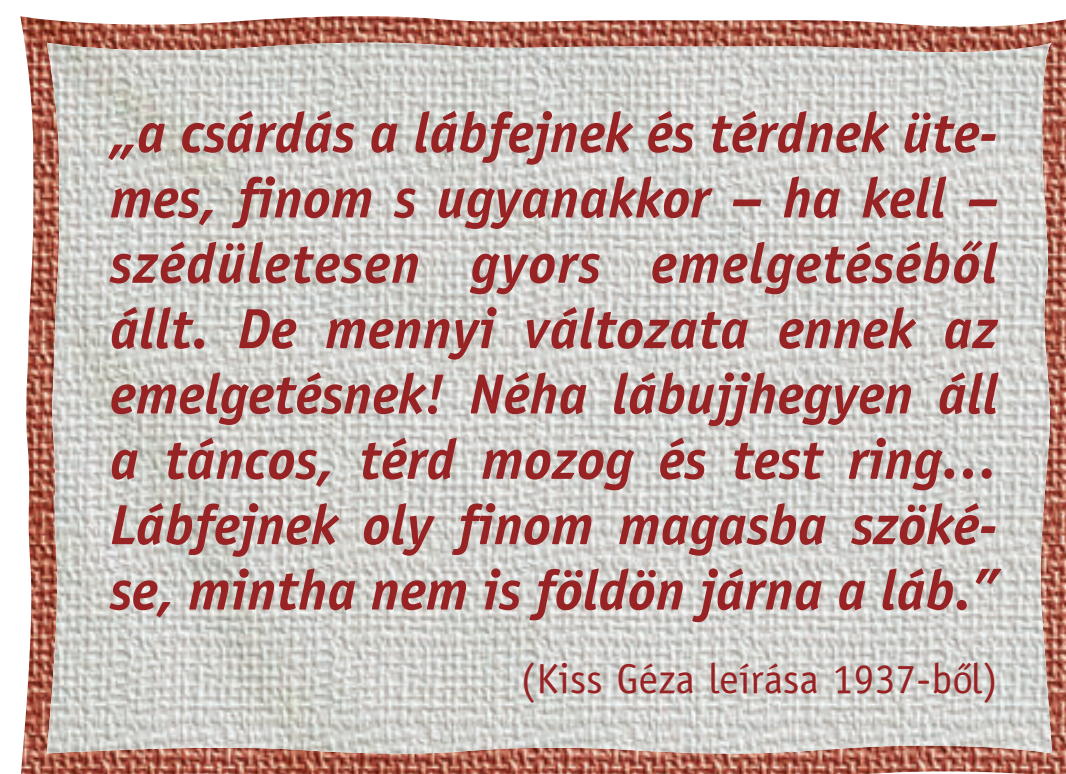 „a csárdás a lábfejnek és térdnek üte-
mes, finom s ugyanakkor – ha kell –
szédületesen gyors emelgetéséből
állt. De mennyi változata ennek az
emelgetésnek! Néha lábujjhegyen áll
a táncos, térd mozog és test ring...
Lábfejnek oly finom magasba szöké-
se, mintha nem is földön járna a láb.”
(Kiss Géza leírása 1937-ből)